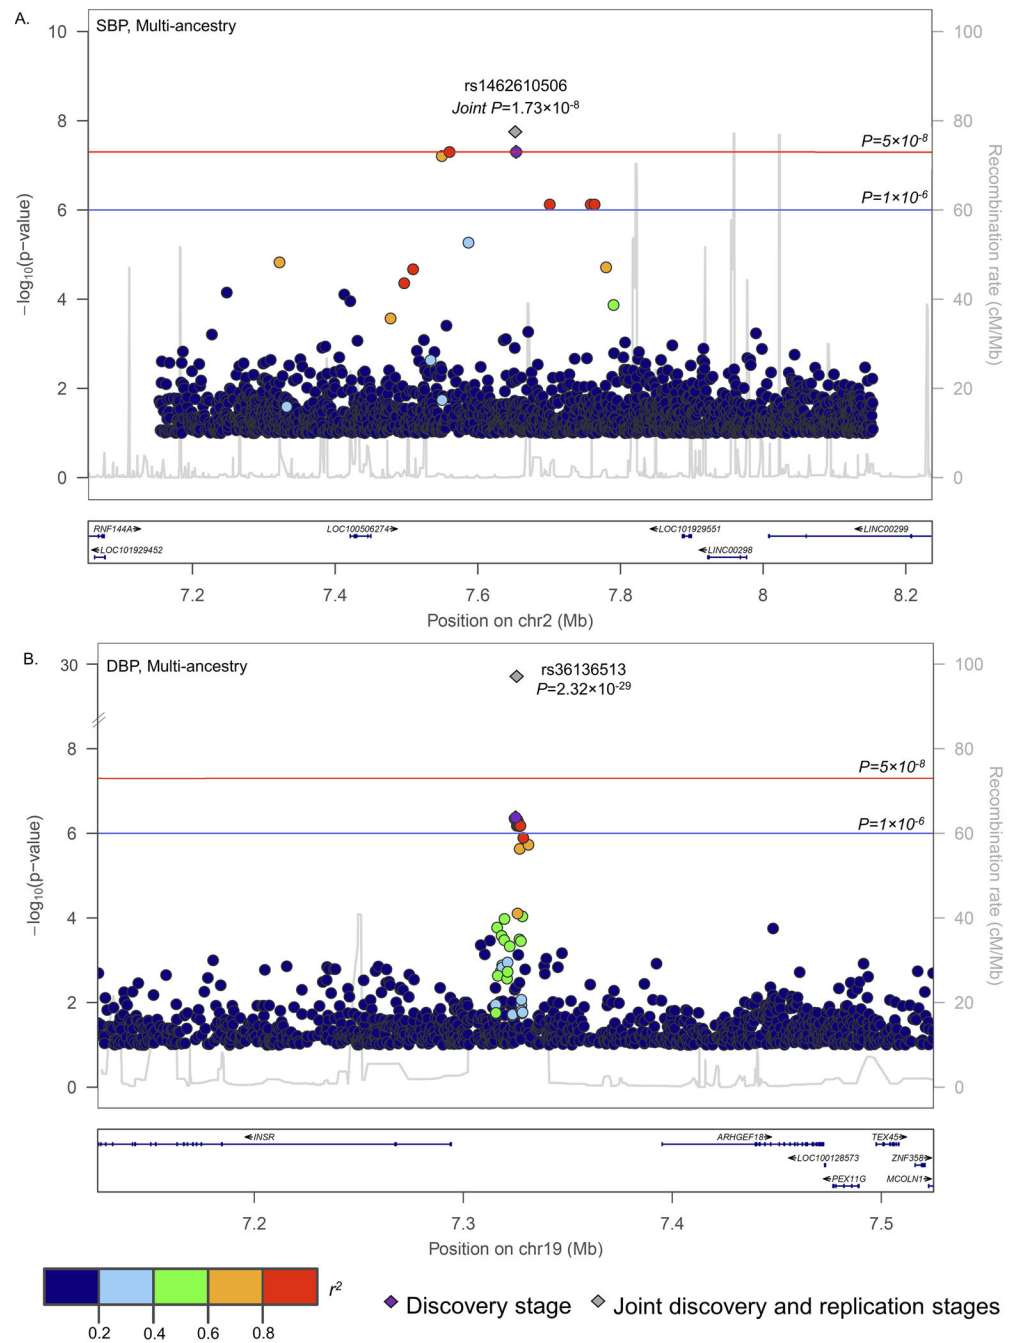 A.
SBP, Multi-ancestry
rs1462610506
Joint P=1.73×10-8
P=5×10-8
P=1×10-6
10
8
6
4
2
0
−log10(p−value)
100
80
60
40
20
0
Recombination rate (cM/Mb)
RNF144A
LOC101929452
LOC100506274
LOC101929551
LINC00298
LINC00299
7.2 7.4 7.6 7.8 8 8.2
Position on chr2 (Mb)
B.
DBP, Multi-ancestry
rs36136513
P=2.32×10-29
P=5×10-8
P=1×10-6
30
8
6
4
2
0
−log10(p−value)
100
80
60
40
20
0
Recombination rate (cM/Mb)
INSR
ARHGEF18
LOC100128573
PEX11G
TEX45
ZNF358
MCOLN1
7.2 7.3 7.4 7.5
Position on chr19 (Mb)
r2
0.2 0.4 0.6 0.8
Discovery stage
Joint discovery and replication stages